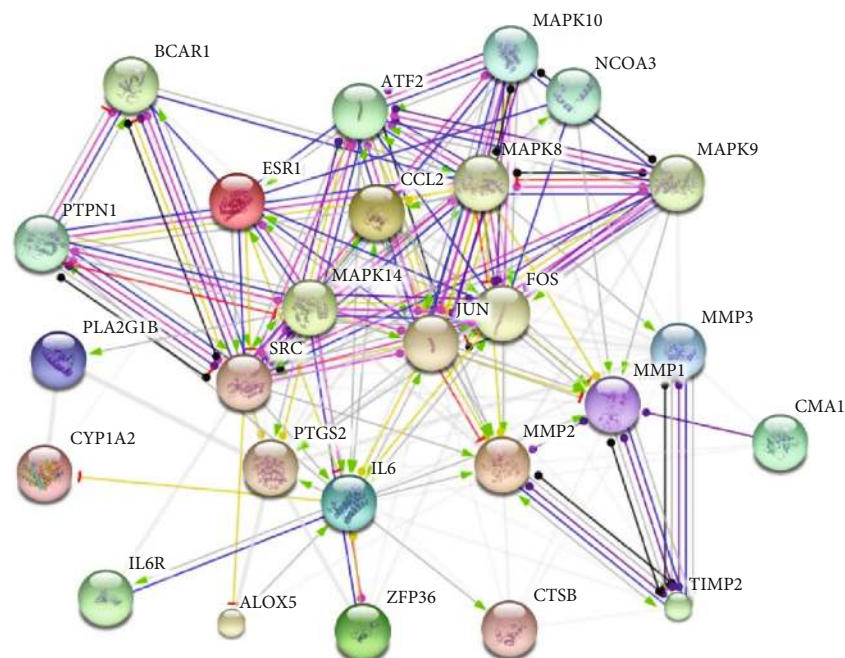 MAPK10
BCAR1
NCOA3
ATF2
MAPK8
MAPK9
ESR1
CCL2
PTPN1
MAPK14
FOS
JUN
MMP3
PLA2G1B
SRC
MMP1
CMA1
CYP1A2
PTGS2
MMP2
IL6
IL6R
TIMP2
ALOX5
ZFP36
CTSB